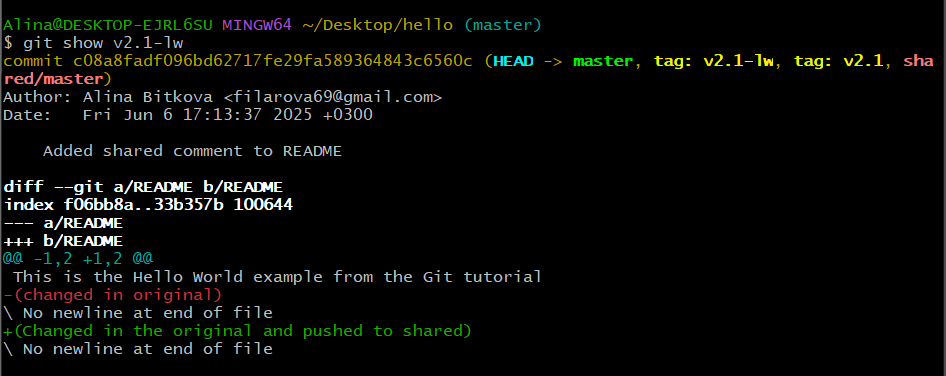 Alina@DESKTOP-EJRL6SU MINGW64 ~/Desktop/hello (master)
$ git show v2.1-lw
commit c08a8fadf096bd62717fe29fa589364843c6560c (HEAD -> master, tag: v2.1-lw, tag: v2.1, sha
red/master)
Author: Alina Bitkova <filarova69@gmail.com>
Date:   Fri Jun 6 17:13:37 2025 +0300
    Added shared comment to README
diff --git a/README b/README
index f06bb8a..33b357b 100644
--- a/README
+++ b/README
@@ -1,2 +1,2 @@
 This is the Hello World example from the Git tutorial
-(changed in original)
\ No newline at end of file
+(Changed in the original and pushed to shared)
\ No newline at end of file